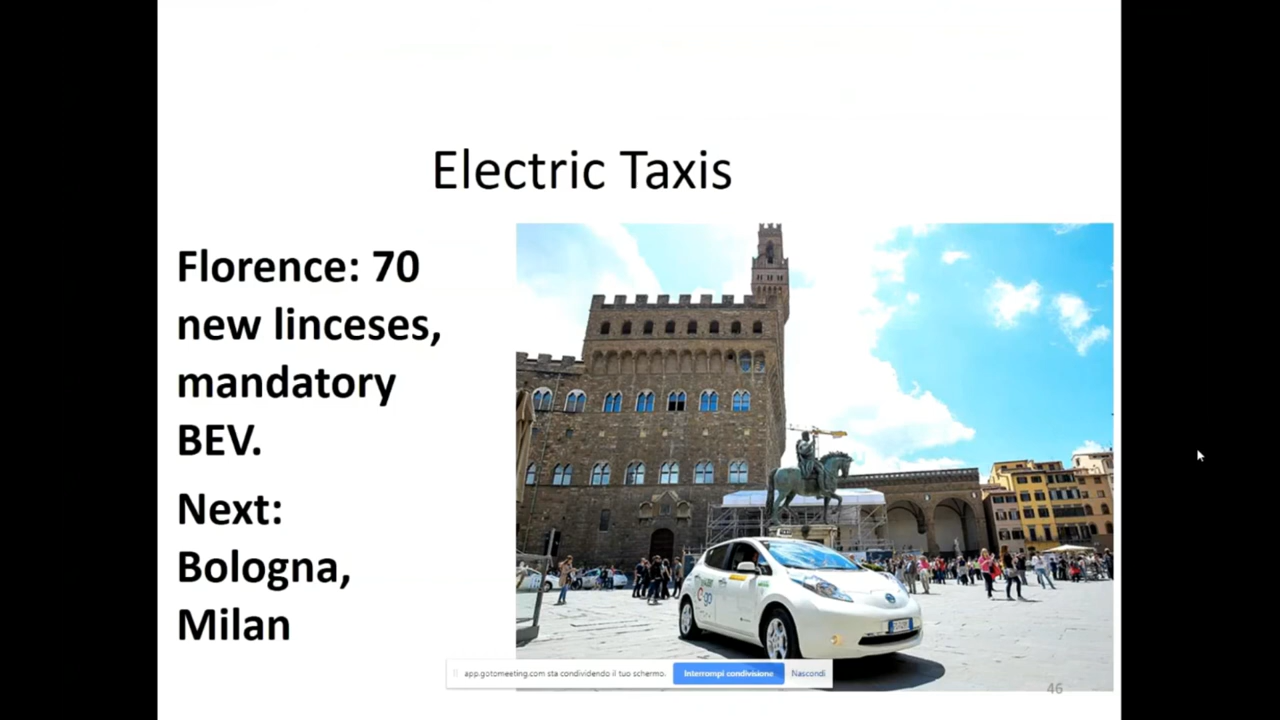 Electric Taxis
Florence: 70
new linceses,
mandatory
BEV.
Next:
Bologna,
Milan
app.gotomeeting.com sta condividendo il tuo schermo.
Interrompi condivisione
Nascondi
46